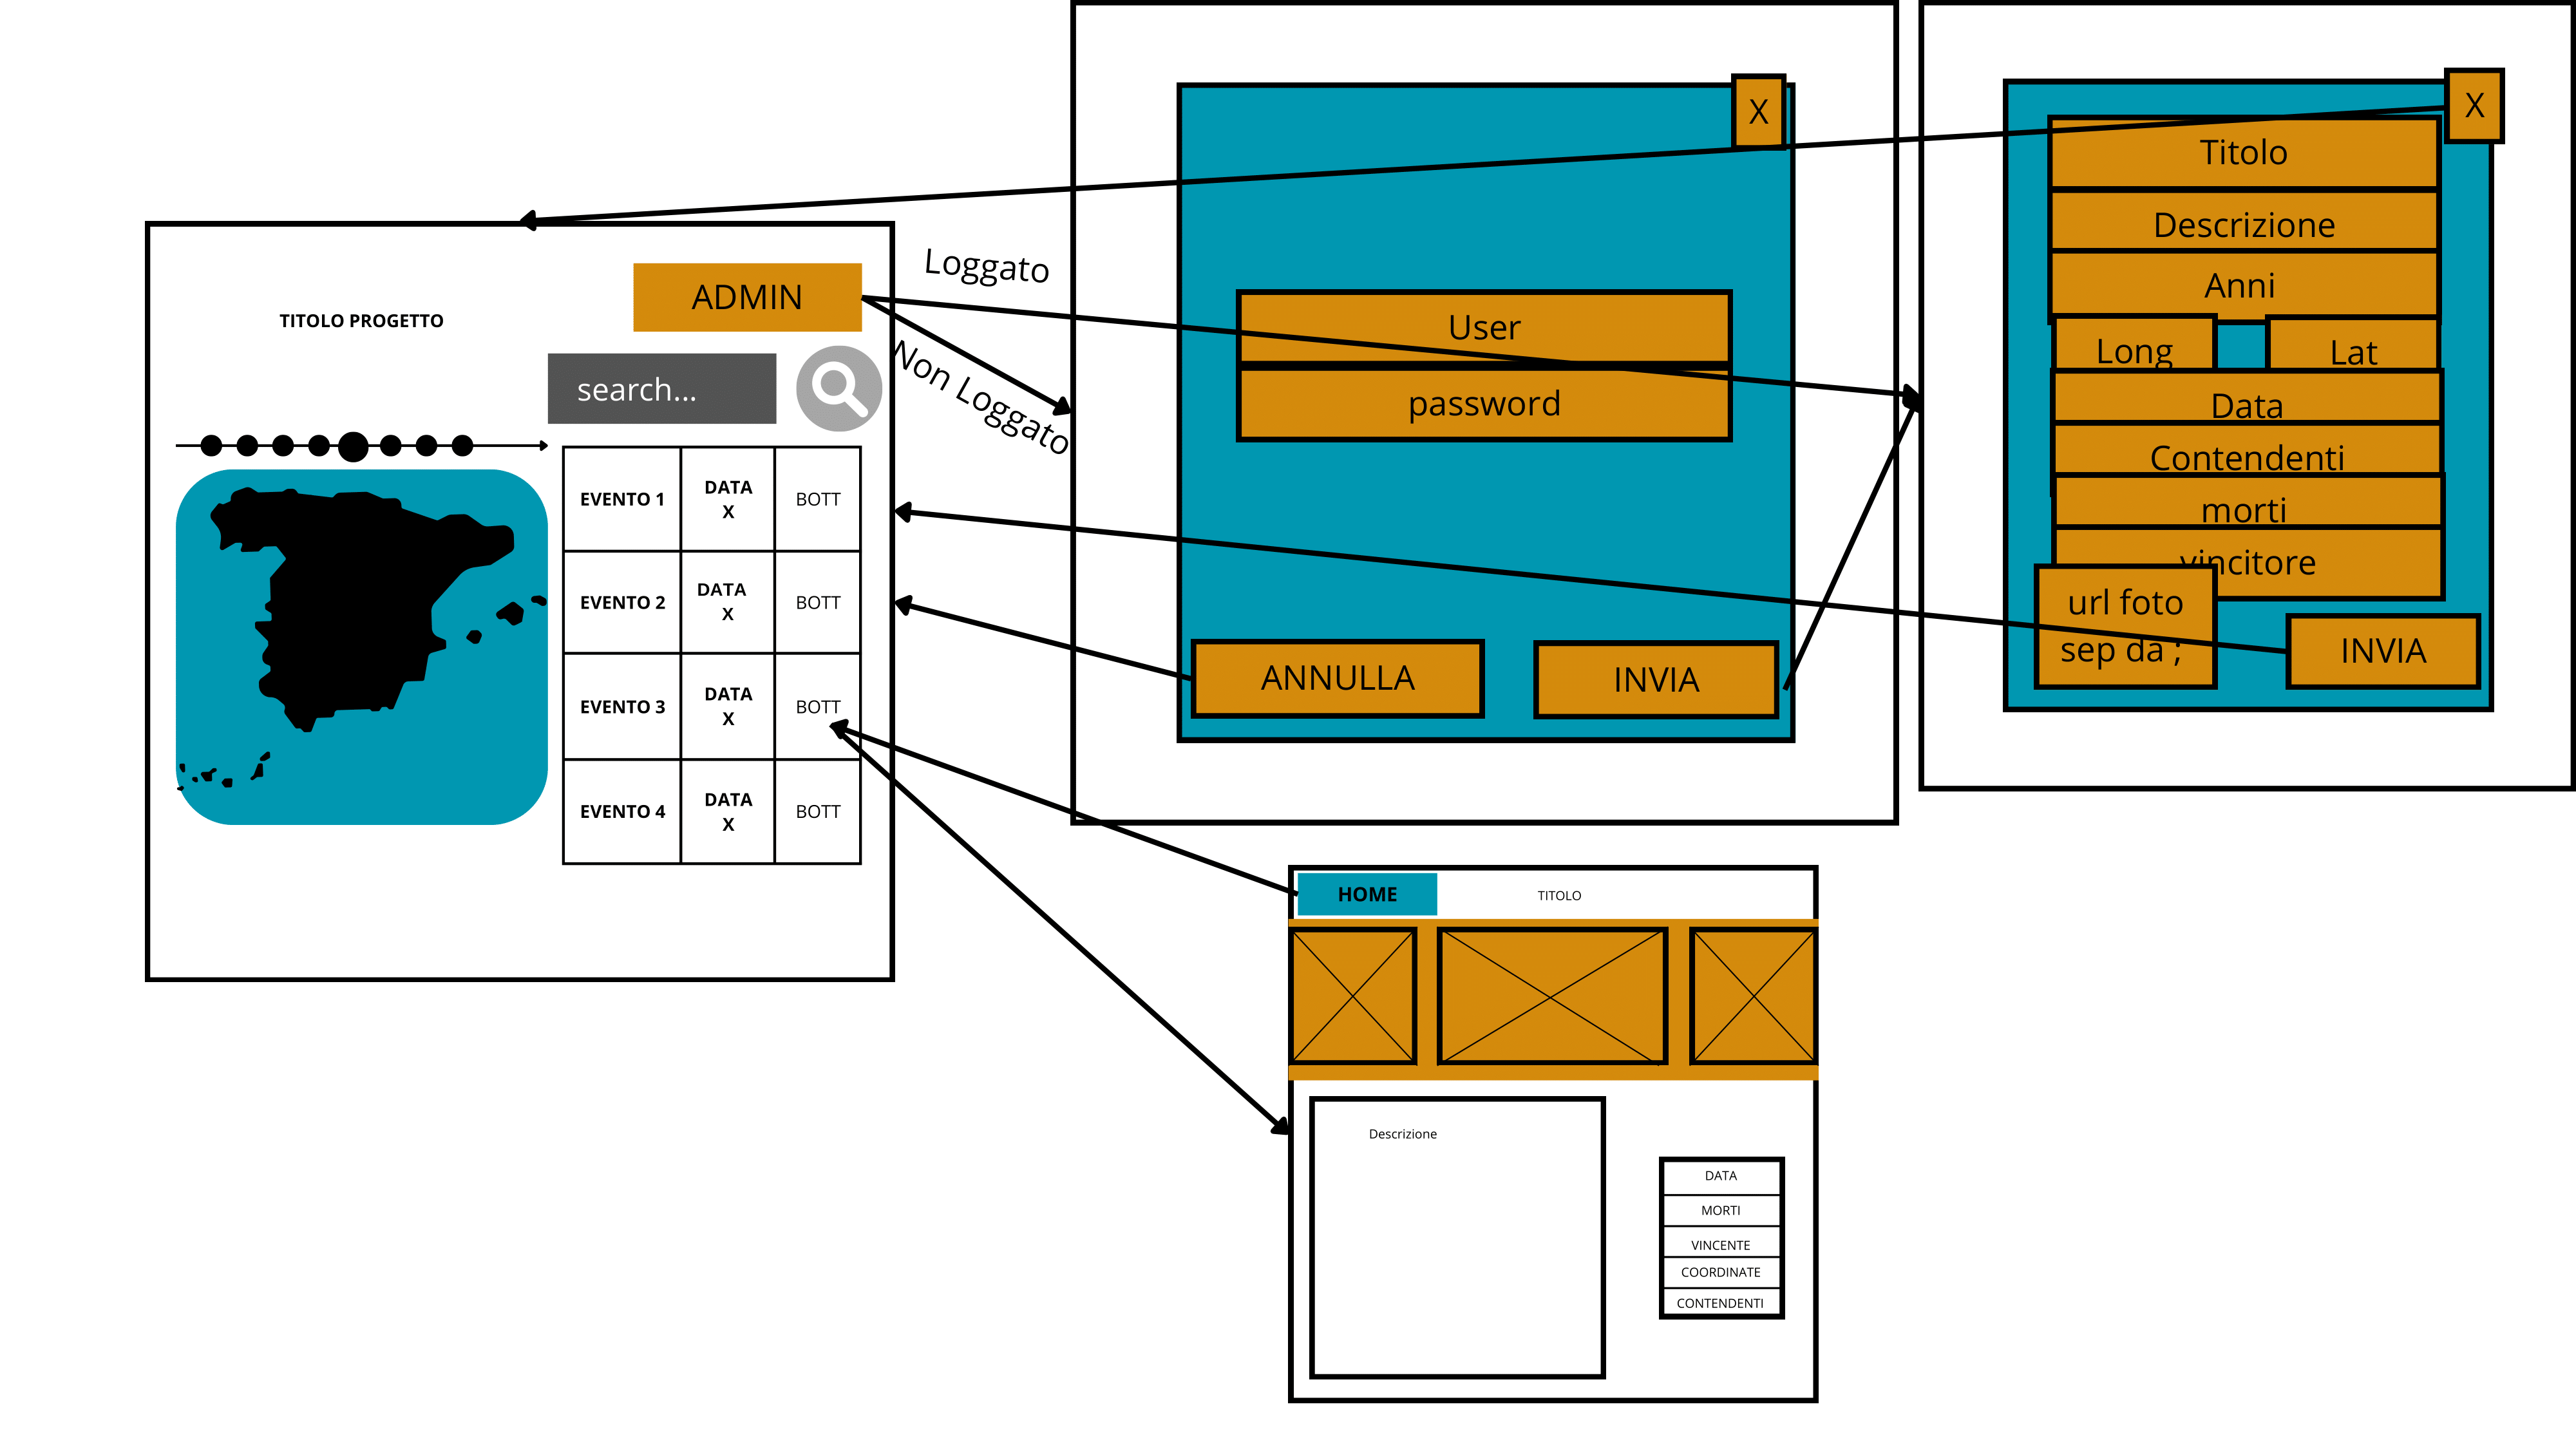 TITOLO PROGETTO
ADMIN
search...
EVENTO 1
DATA
X
BOTT
EVENTO 2
DATA
X
BOTT
EVENTO 3
DATA
X
BOTT
EVENTO 4
DATA
X
BOTT
Loggato
Non Loggato
X
User
password
ANNULLA
INVIA
X
Titolo
Descrizione
Anni
Long
Lat
Data
Contendenti
morti
vincitore
url foto
sep da ;
INVIA
HOME
TITOLO
Descrizione
DATA
MORTI
VINCENTE
COORDINATE
CONTENDENTI